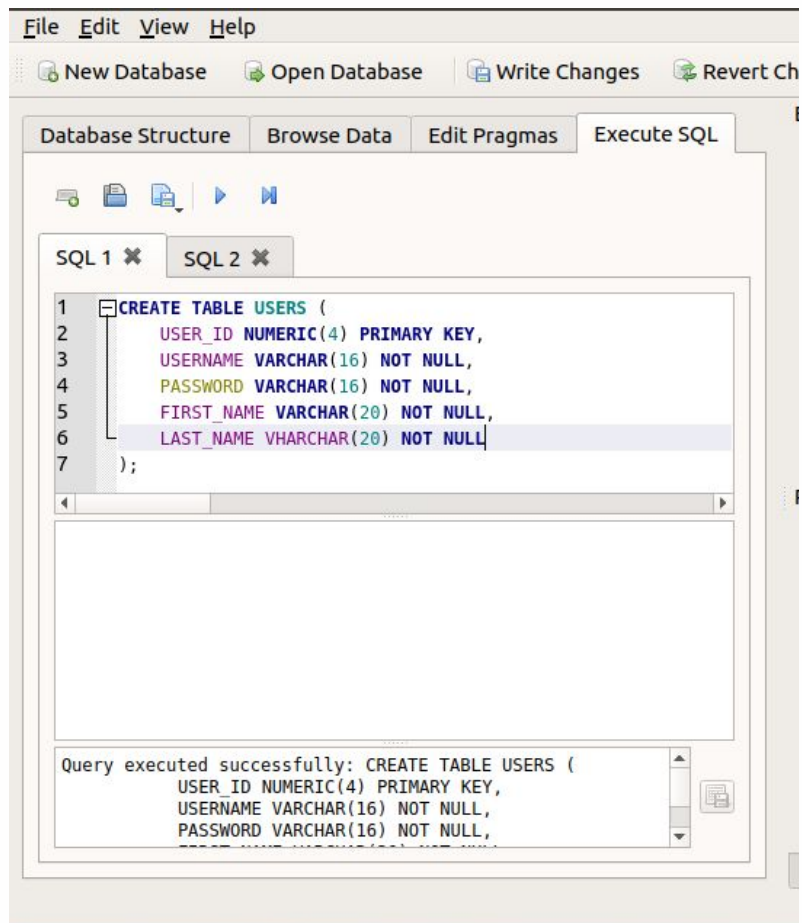 File Edit View Help
New Database Open Database Write Changes Revert Ch
Database Structure Browse Data Edit Pragmas Execute SQL
SQL 1 SQL 2
1 CREATE TABLE USERS (
2 USER_ID NUMERIC(4) PRIMARY KEY,
3 USERNAME VARCHAR(16) NOT NULL,
4 PASSWORD VARCHAR(16) NOT NULL,
5 FIRST_NAME VARCHAR(20) NOT NULL,
6 LAST_NAME VHARCHAR(20) NOT NULL
7 );
Query executed successfully: CREATE TABLE USERS (
USER_ID NUMERIC(4) PRIMARY KEY,
USERNAME VARCHAR(16) NOT NULL,
PASSWORD VARCHAR(16) NOT NULL,